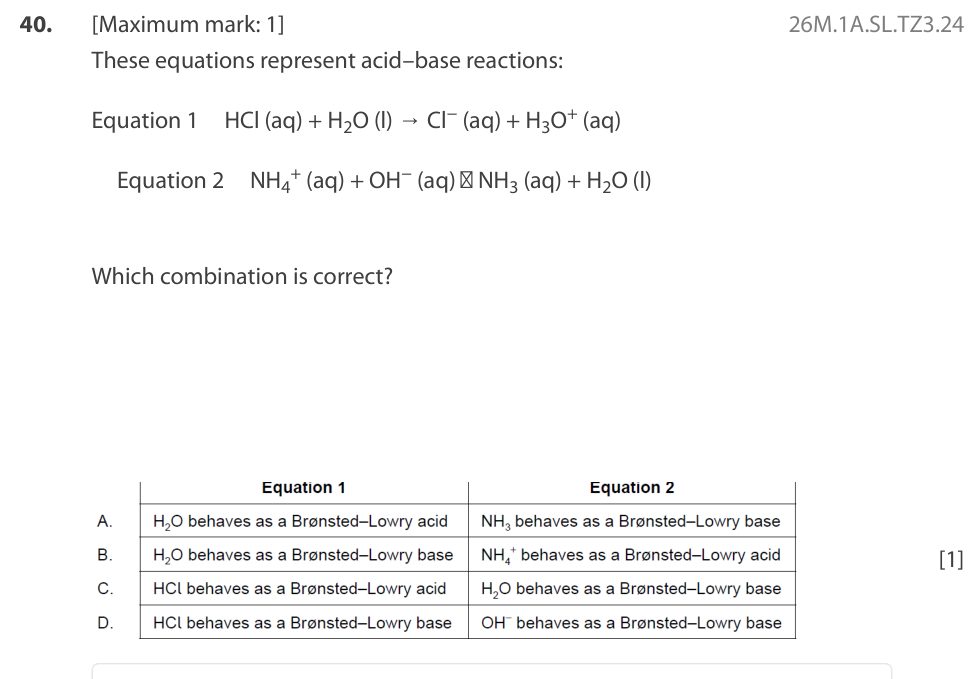 40. [Maximum mark: 1] 26M.1A.SL.TZ3.24
These equations represent acid–base reactions:
Equation 1 HCl (aq) + H₂O (l) → Cl⁻ (aq) + H₃O⁺ (aq)
Equation 2 NH₄⁺ (aq) + OH⁻ (aq) ☒ NH₃ (aq) + H₂O (l)
Which combination is correct?
Equation 1 Equation 2
A. H₂O behaves as a Brønsted–Lowry acid NH₃ behaves as a Brønsted–Lowry base
B. H₂O behaves as a Brønsted–Lowry base NH₄⁺ behaves as a Brønsted–Lowry acid
[1]
C. HCl behaves as a Brønsted–Lowry acid H₂O behaves as a Brønsted–Lowry base
D. HCl behaves as a Brønsted–Lowry base OH⁻ behaves as a Brønsted–Lowry base